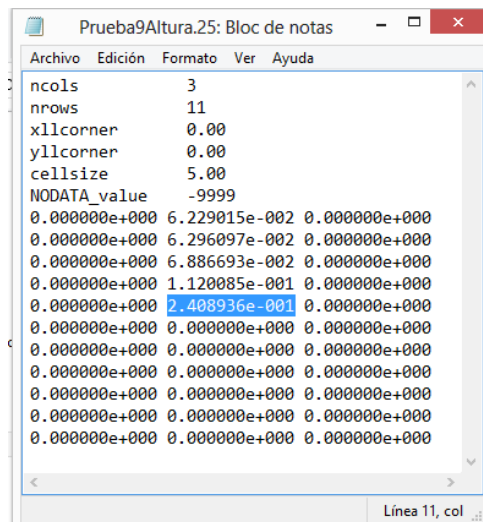 Prueba9Altura.25: Bloc de notas
Archivo Edición Formato Ver Ayuda
ncols 3
nrows 11
xllcorner 0.00
yllcorner 0.00
cellsize 5.00
NODATA_value -9999
0.000000e+000 6.229015e-002 0.000000e+000
0.000000e+000 6.296097e-002 0.000000e+000
0.000000e+000 6.886693e-002 0.000000e+000
0.000000e+000 1.120085e-001 0.000000e+000
0.000000e+000 2.408936e-001 0.000000e+000
0.000000e+000 0.000000e+000 0.000000e+000
0.000000e+000 0.000000e+000 0.000000e+000
0.000000e+000 0.000000e+000 0.000000e+000
0.000000e+000 0.000000e+000 0.000000e+000
0.000000e+000 0.000000e+000 0.000000e+000
0.000000e+000 0.000000e+000 0.000000e+000
Línea 11, col